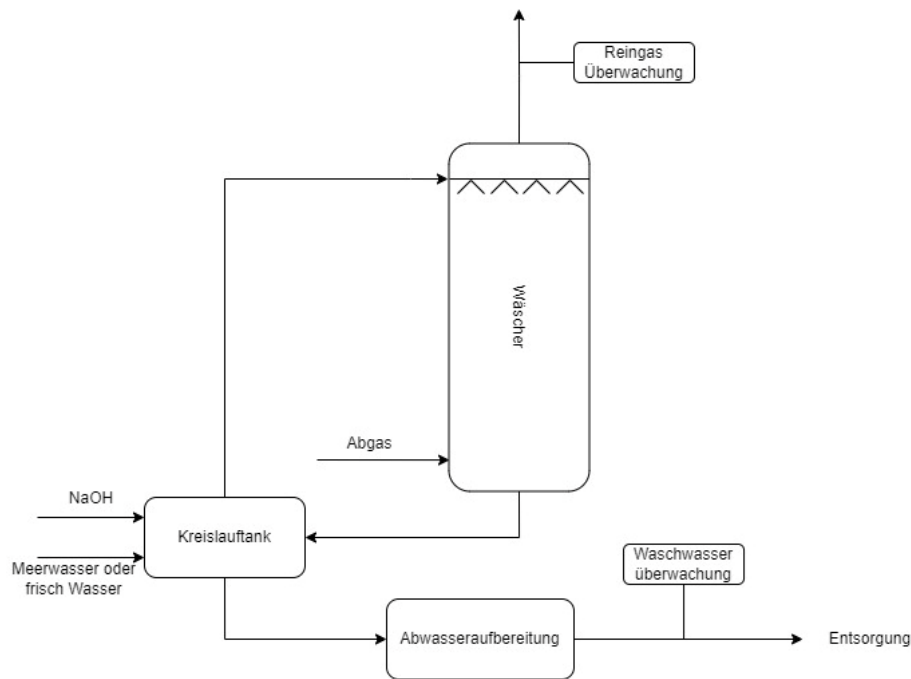 Reingas
Überwachung
Wäscher
Abgas
NaOH
Kreislauftank
Meerwasser oder
frisch Wasser
Waschwasser
überwachung
Abwasseraufbereitung
Entsorgung